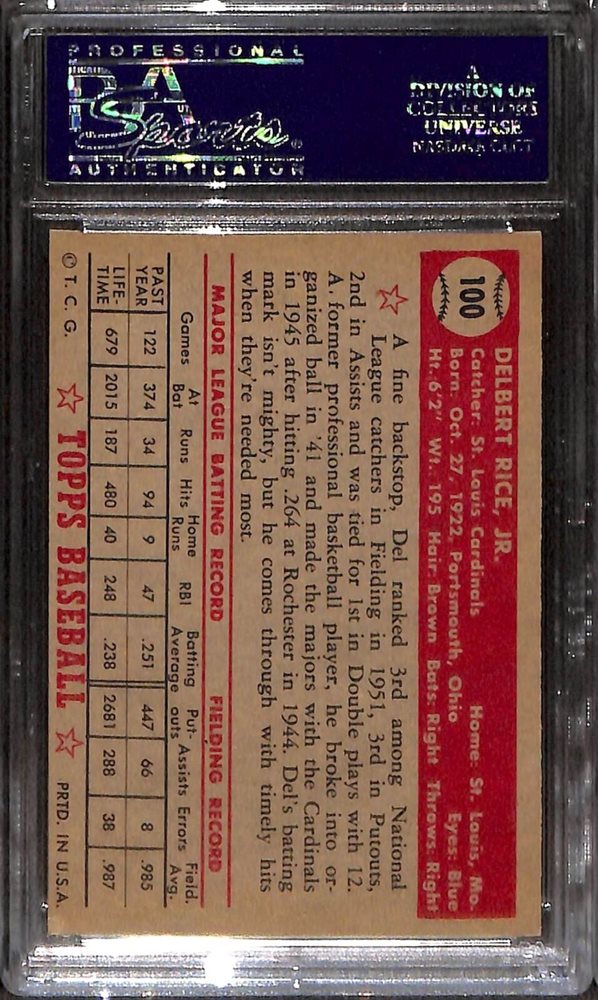 PROFESSIONAL
PSA
AUTHENTICATOR
A
DIVISION OF
COLLECTORS
UNIVERSE
NASDAQ: CLCT
100
DELBERT RICE, JR.
Catcher: St. Louis Cardinals Home: St. Louis, Mo.
Born: Oct. 27, 1922, Portsmouth, Ohio Eyes: Blue
Ht: 6'2" Wt: 195 Hair: Brown Bats: Right Throws: Right
A fine backstop, Del ranked 3rd among National
League catchers in Fielding in 1951, 3rd in Putouts,
2nd in Assists and was tied for 1st in Double plays with 12.
A former professional basketball player, he broke into or-
ganized ball in '41 and made the majors with the Cardinals
in 1945 after hitting .264 at Rochester in 1944. Del's batting
mark isn't mighty, but he comes through with timely hits
when they're needed most.
MAJOR LEAGUE BATTING RECORD FIELDING RECORD
Games At Bat Runs Hits Home Runs RBI Batting Average Put-outs Assists Errors Field. Avg.
PAST YEAR 122 374 34 94 9 47 .251 447 66 8 .985
LIFE-TIME 679 2015 187 480 40 248 .238 2681 288 38 .987
© T. C. G. TOPPS BASEBALL PRTD. IN U.S.A.